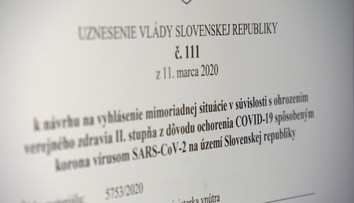 UZNESENIE VLÁDY SLOVENSKEJ REPUBLIKY
č. 111
z 11. marca 2020
k návrhu na vyhlásenie mimoriadnej situácie v súvislosti s ohrozením
verejného zdravia II. stupňa z dôvodu ochorenia COVID-19 spôsobeným
korona vírusom SARS-CoV-2 na území Slovenskej republiky
5753/2020
vnútra